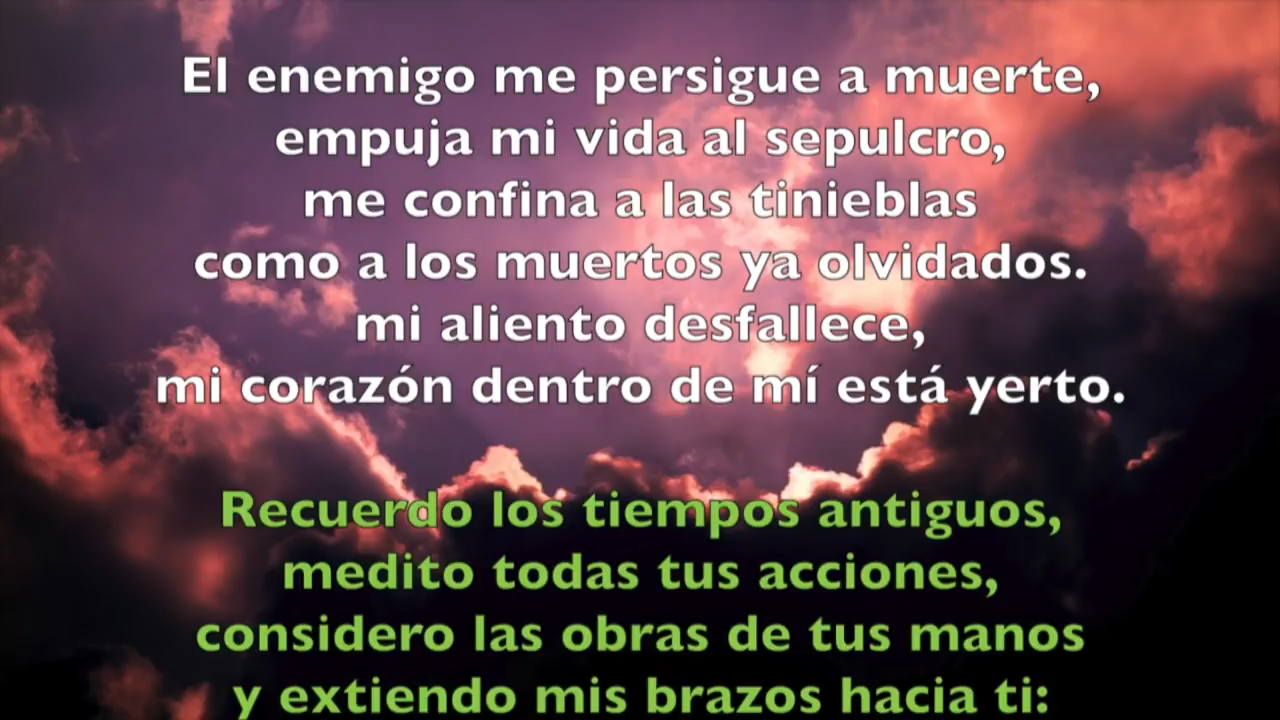 El enemigo me persigue a muerte,
empuja mi vida al sepulcro,
me confina a las tinieblas
como a los muertos ya olvidados.
mi aliento desfallece,
mi corazón dentro de mí está yerto.
Recuerdo los tiempos antiguos,
medito todas tus acciones,
considero las obras de tus manos
y extiendo mis brazos hacia ti: